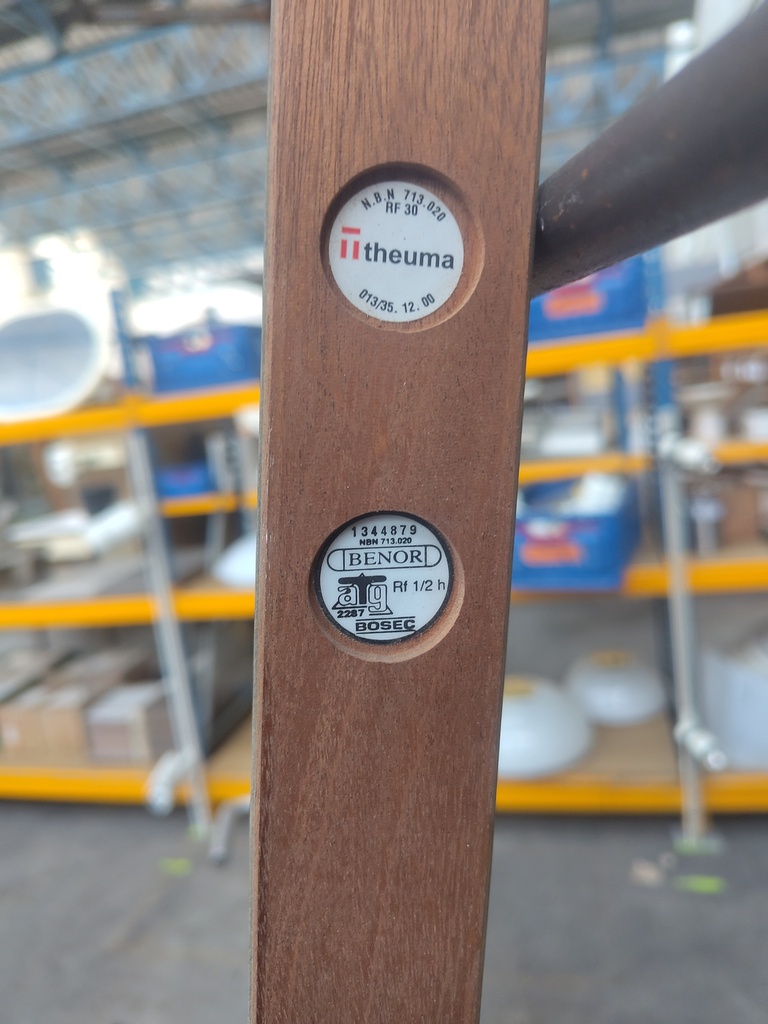 N.B.N 713.020
RF 30
theuma
013/35. 12. 00
1344879
NBN 713.020
BENOR
aTg
Rf 1/2 h
2287
BOSEC